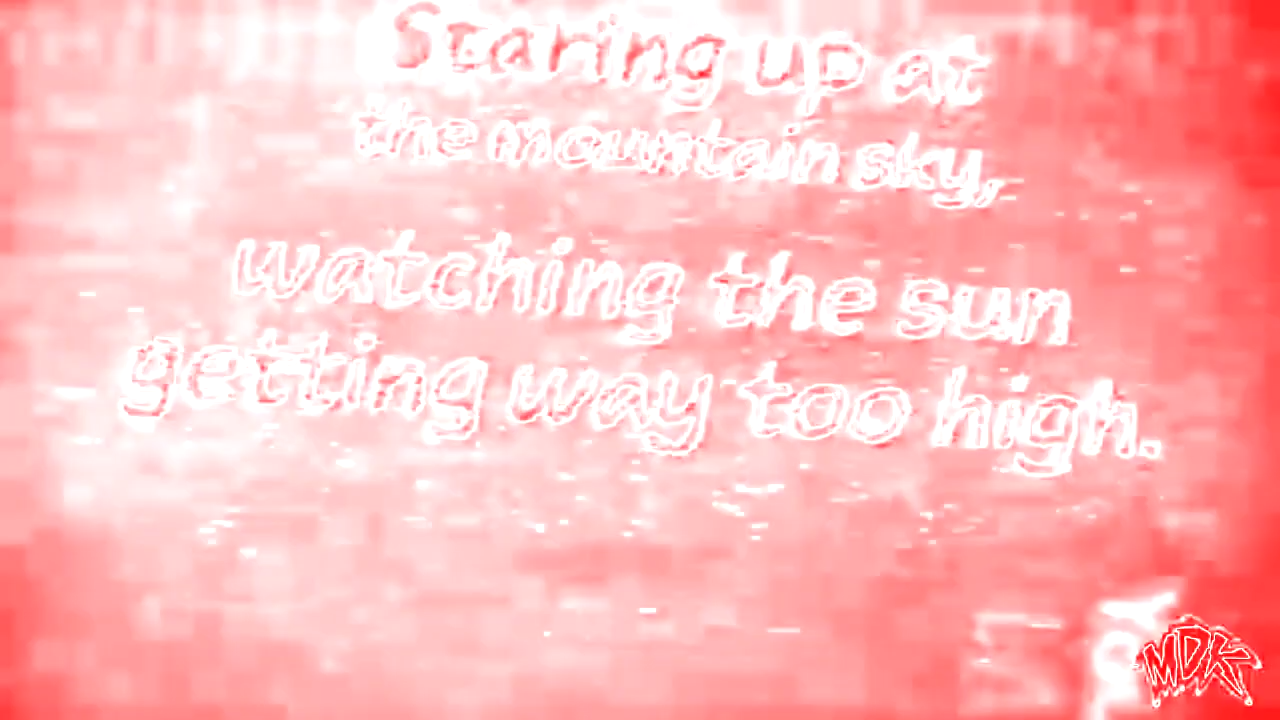 Staring up at
the mountain sky,
watching the sun
getting way too high.
MDK